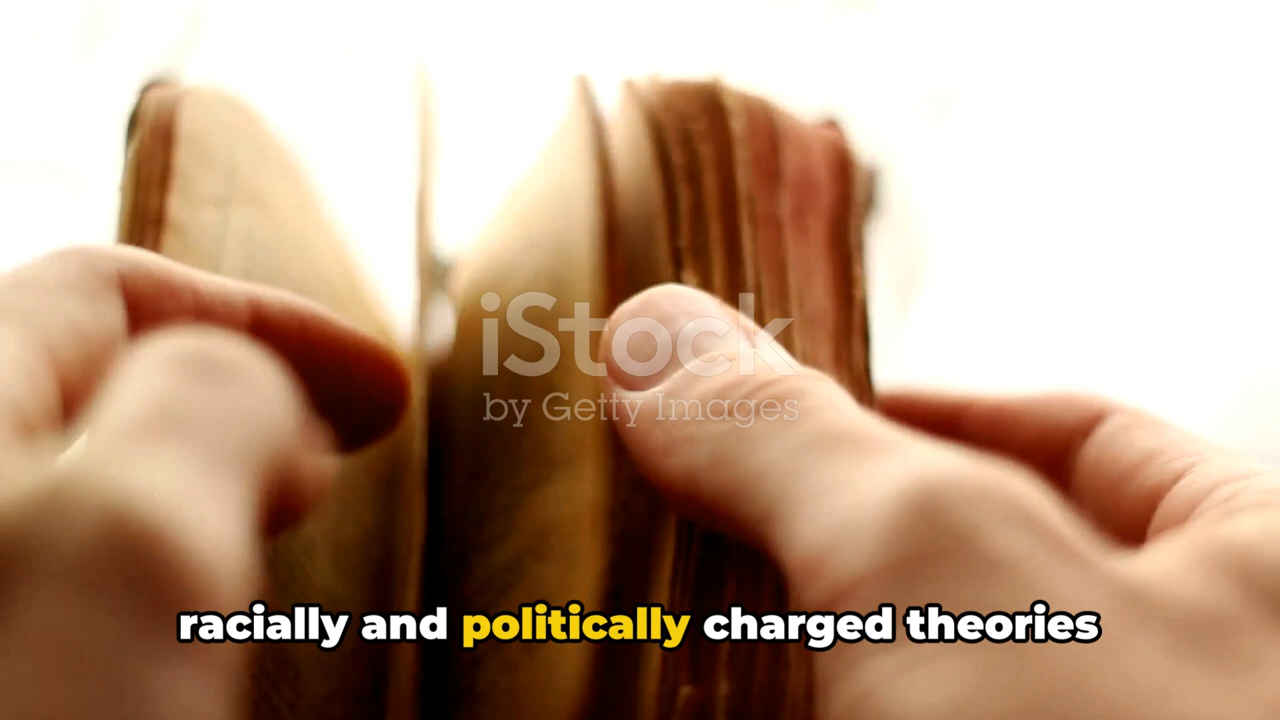 iStock
by Getty Images
racially and politically charged theories